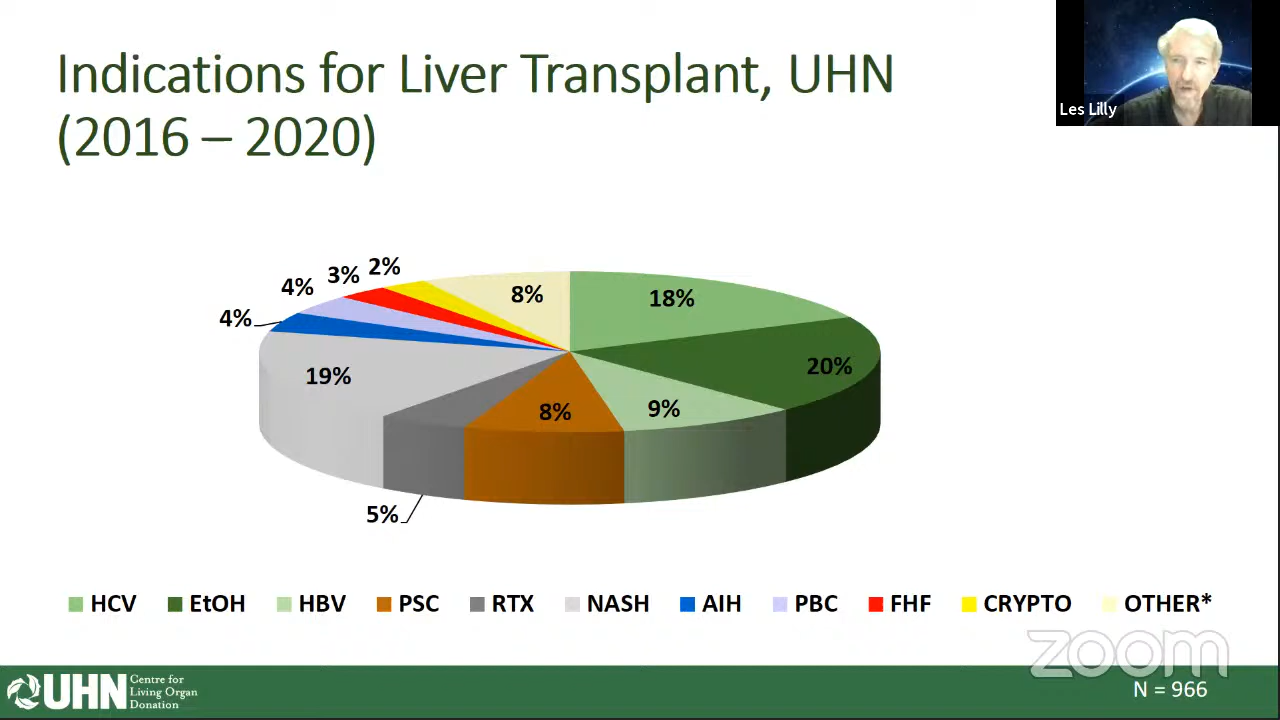 Indications for Liver Transplant, UHN
(2016 – 2020)
Les Lilly
2%
3%
4%
4%
8%
18%
20%
19%
8%
9%
5%
HCV EtOH HBV PSC RTX NASH AIH PBC FHF CRYPTO OTHER*
zoom
UHN
Centre for
Living Organ
Donation
N = 966